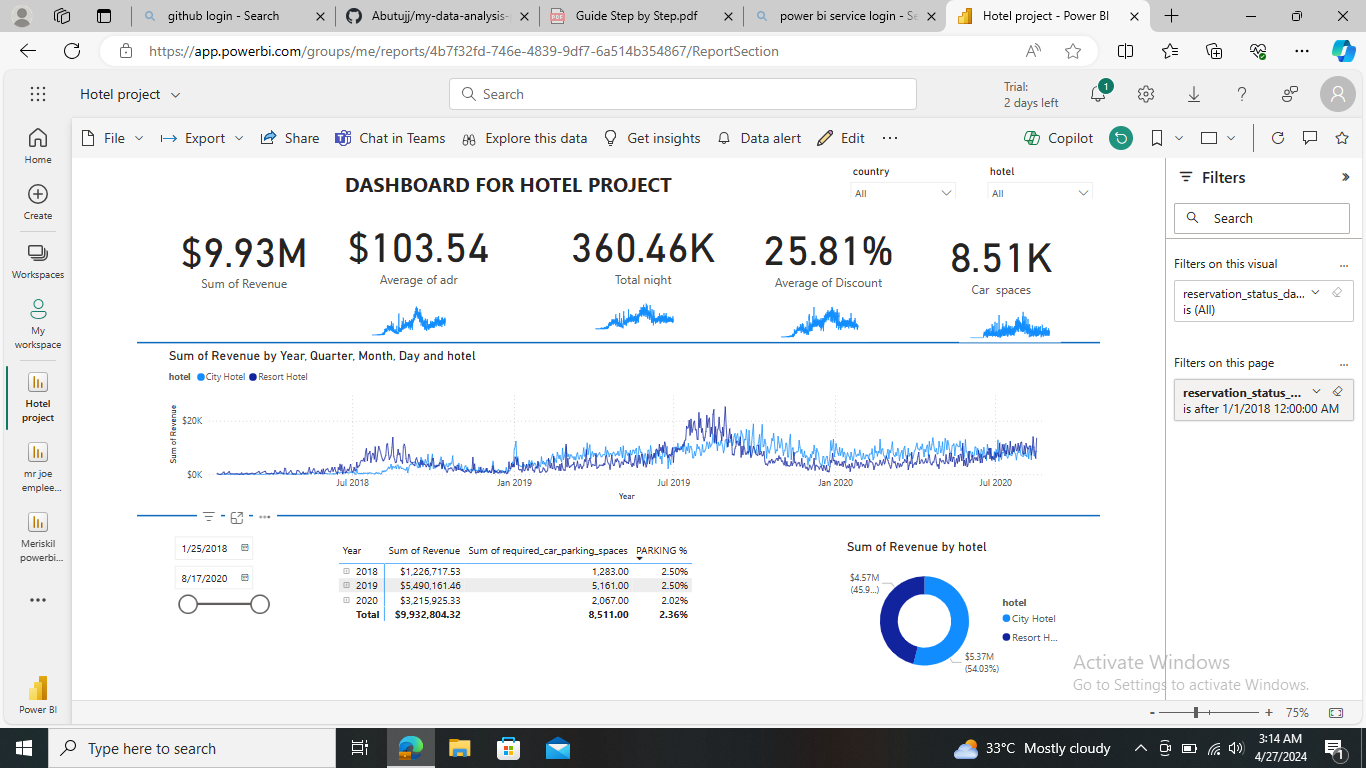 github login - Search
Abutujj/my-data-analysis-
Guide Step by Step.pdf
power bi service login - Se
Hotel project - Power BI
https://app.powerbi.com/groups/me/reports/4b7f32fd-746e-4839-9df7-6a514b354867/ReportSection
Hotel project
Search
Trial:
2 days left
1
File
Export
Share
Chat in Teams
Explore this data
Get insights
Data alert
Edit
Copilot
Home
Create
Workspaces
My
workspace
Hotel
project
mr joe
emplee...
Meriskil
powerbi...
Power BI
DASHBOARD FOR HOTEL PROJECT
country
All
hotel
All
$9.93M
Sum of Revenue
$103.54
Average of adr
360.46K
Total night
25.81%
Average of Discount
8.51K
Car spaces
Sum of Revenue by Year, Quarter, Month, Day and hotel
hotel City Hotel Resort Hotel
Sum of Revenue
$20K
$0K
Jul 2018 Jan 2019 Jul 2019 Jan 2020 Jul 2020
Year
1/25/2018
8/17/2020
Year Sum of Revenue Sum of required_car_parking_spaces PARKING %
2018 $1,226,717.53 1,283.00 2.50%
2019 $5,490,161.46 5,161.00 2.50%
2020 $3,215,925.33 2,067.00 2.02%
Total $9,932,804.32 8,511.00 2.36%
Sum of Revenue by hotel
$4.57M
(45.9...)
$5.37M
(54.03%)
hotel
City Hotel
Resort H...
Filters
Search
Filters on this visual
reservation_status_da...
is (All)
Filters on this page
reservation_status_...
is after 1/1/2018 12:00:00 AM
Activate Windows
Go to Settings to activate Windows.
75%
Type here to search
33°C Mostly cloudy
3:14 AM
4/27/2024
1